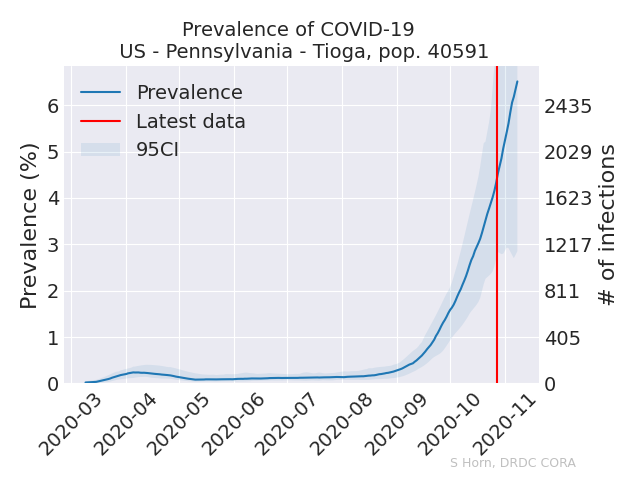 Prevalence of COVID-19
US - Pennsylvania - Tioga, pop. 40591
Prevalence
Latest data
95CI
Prevalence (%)
6
5
4
3
2
1
0
2435
2029
1623
1217
811
405
0
# of infections
2020-03
2020-04
2020-05
2020-06
2020-07
2020-08
2020-09
2020-10
2020-11
S Horn, DRDC CORA